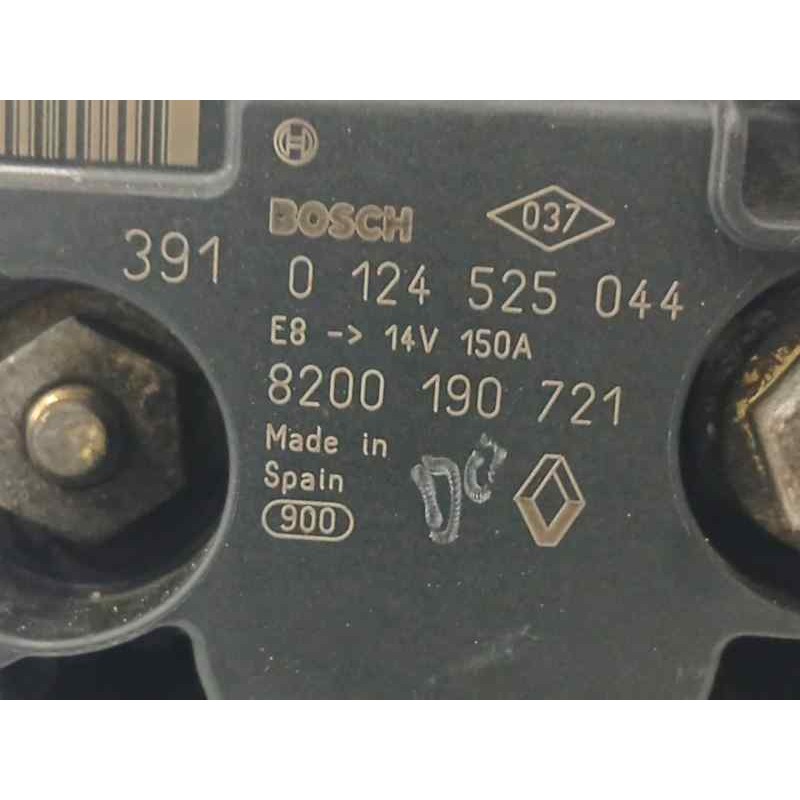 BOSCH
037
391 0 124 525 044
E8 -> 14V 150A
8200 190 721
Made in
Spain
900